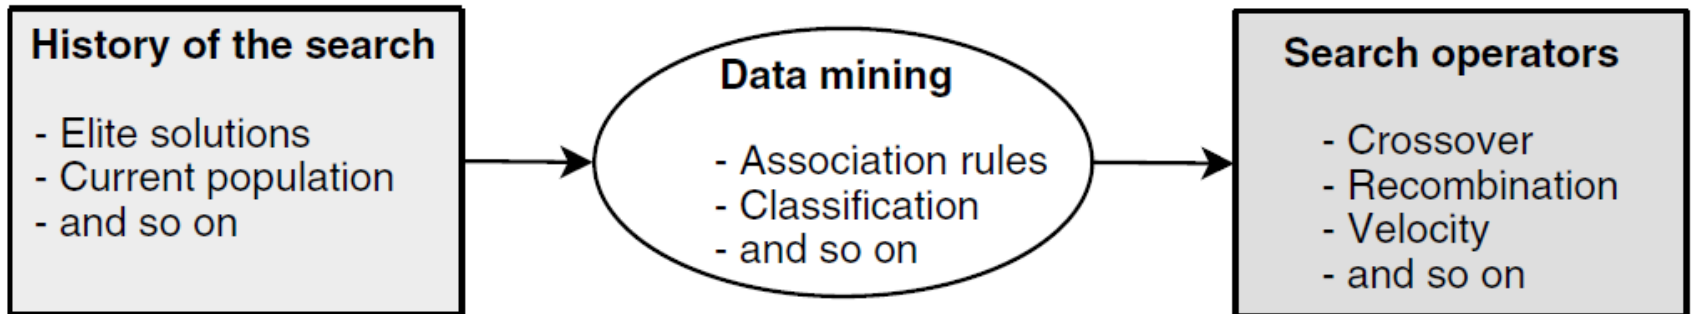 History of the search
- Elite solutions
- Current population
- and so on
Data mining
- Association rules
- Classification
- and so on
Search operators
- Crossover
- Recombination
- Velocity
- and so on